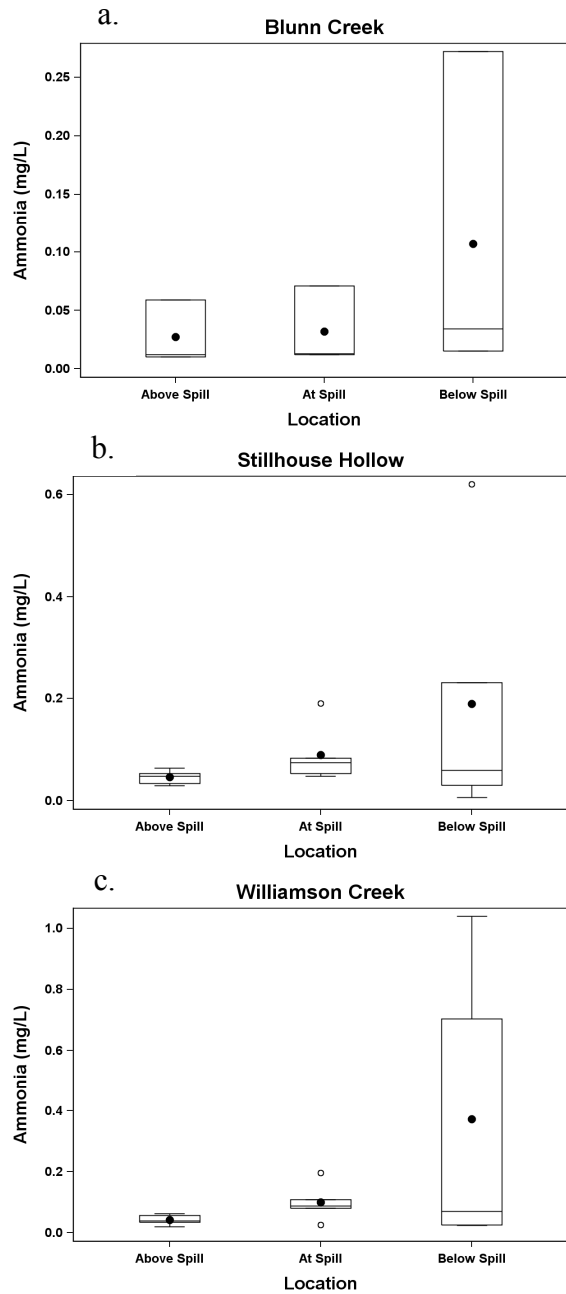 a.
Blunn Creek
Ammonia (mg/L)
0.25
0.20
0.15
0.10
0.05
0.00
Above Spill At Spill Below Spill
Location
b.
Stillhouse Hollow
Ammonia (mg/L)
0.6
0.4
0.2
0.0
Above Spill At Spill Below Spill
Location
c.
Williamson Creek
Ammonia (mg/L)
1.0
0.8
0.6
0.4
0.2
0.0
Above Spill At Spill Below Spill
Location